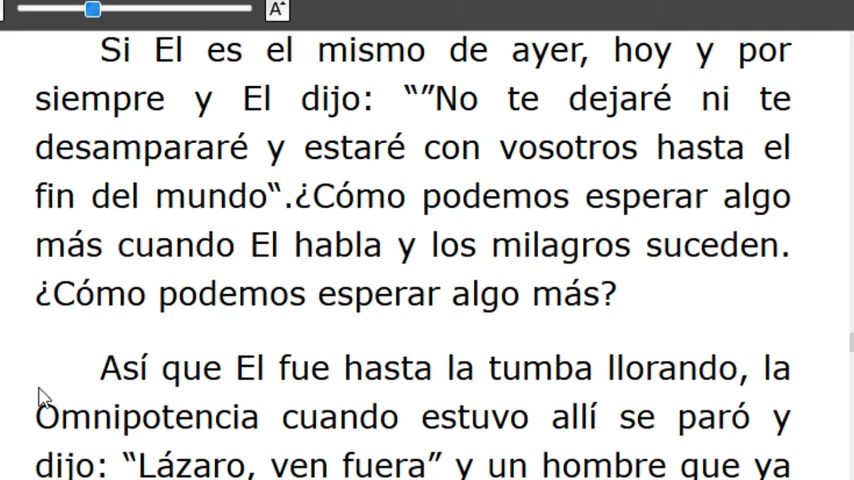 A
Si El es el mismo de ayer, hoy y por
siempre y El dijo: “”No te dejaré ni te
desampararé y estaré con vosotros hasta el
fin del mundo“.¿Cómo podemos esperar algo
más cuando El habla y los milagros suceden.
¿Cómo podemos esperar algo más?
Así que El fue hasta la tumba llorando, la
Omnipotencia cuando estuvo allí se paró y
dijo: “Lázaro, ven fuera” y un hombre que ya